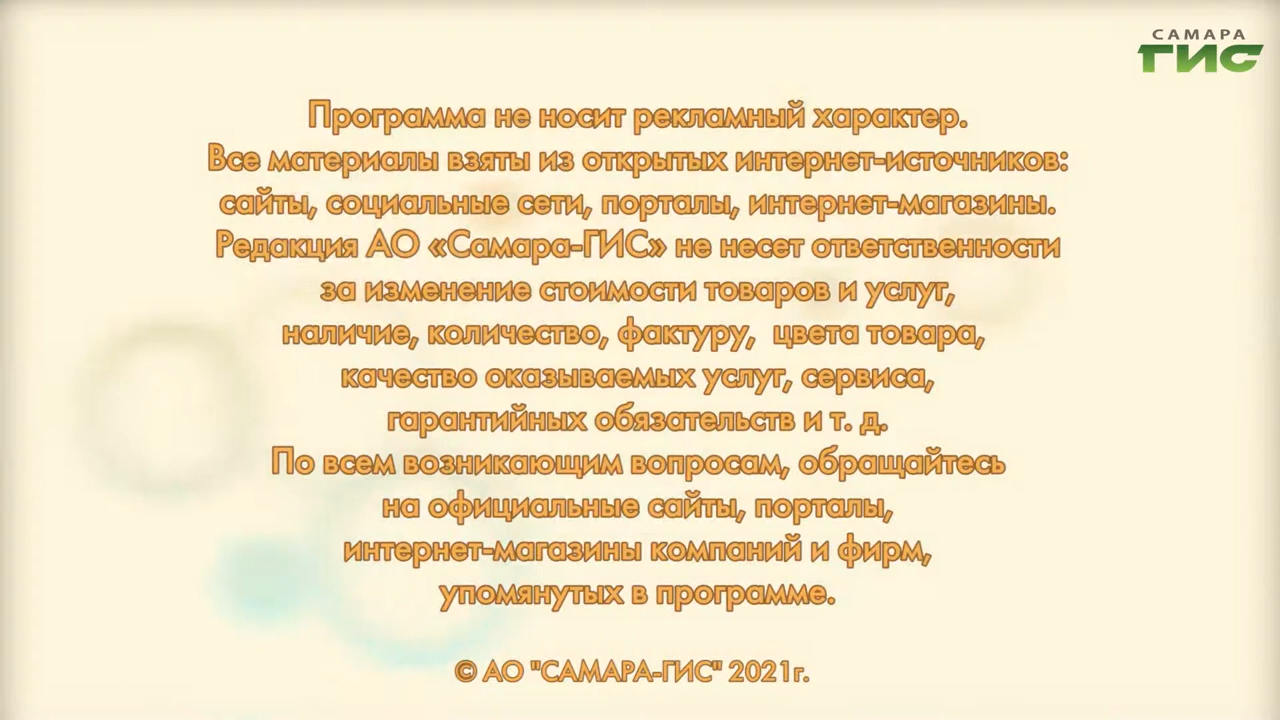 САМАРА
ГИС
Программа не носит рекламный характер.
Все материалы взяты из открытых интернет-источников:
сайты, социальные сети, порталы, интернет-магазины.
Редакция АО «Самара-ГИС» не несет ответственности
за изменение стоимости товаров и услуг,
наличие, количество, фактуру,  цвета товара,
качество оказываемых услуг, сервиса,
гарантийных обязательств и т. д.
По всем возникающим вопросам, обращайтесь
на официальные сайты, порталы,
интернет-магазины компаний и фирм,
упомянутых в программе.
© АО "САМАРА-ГИС" 2021г.